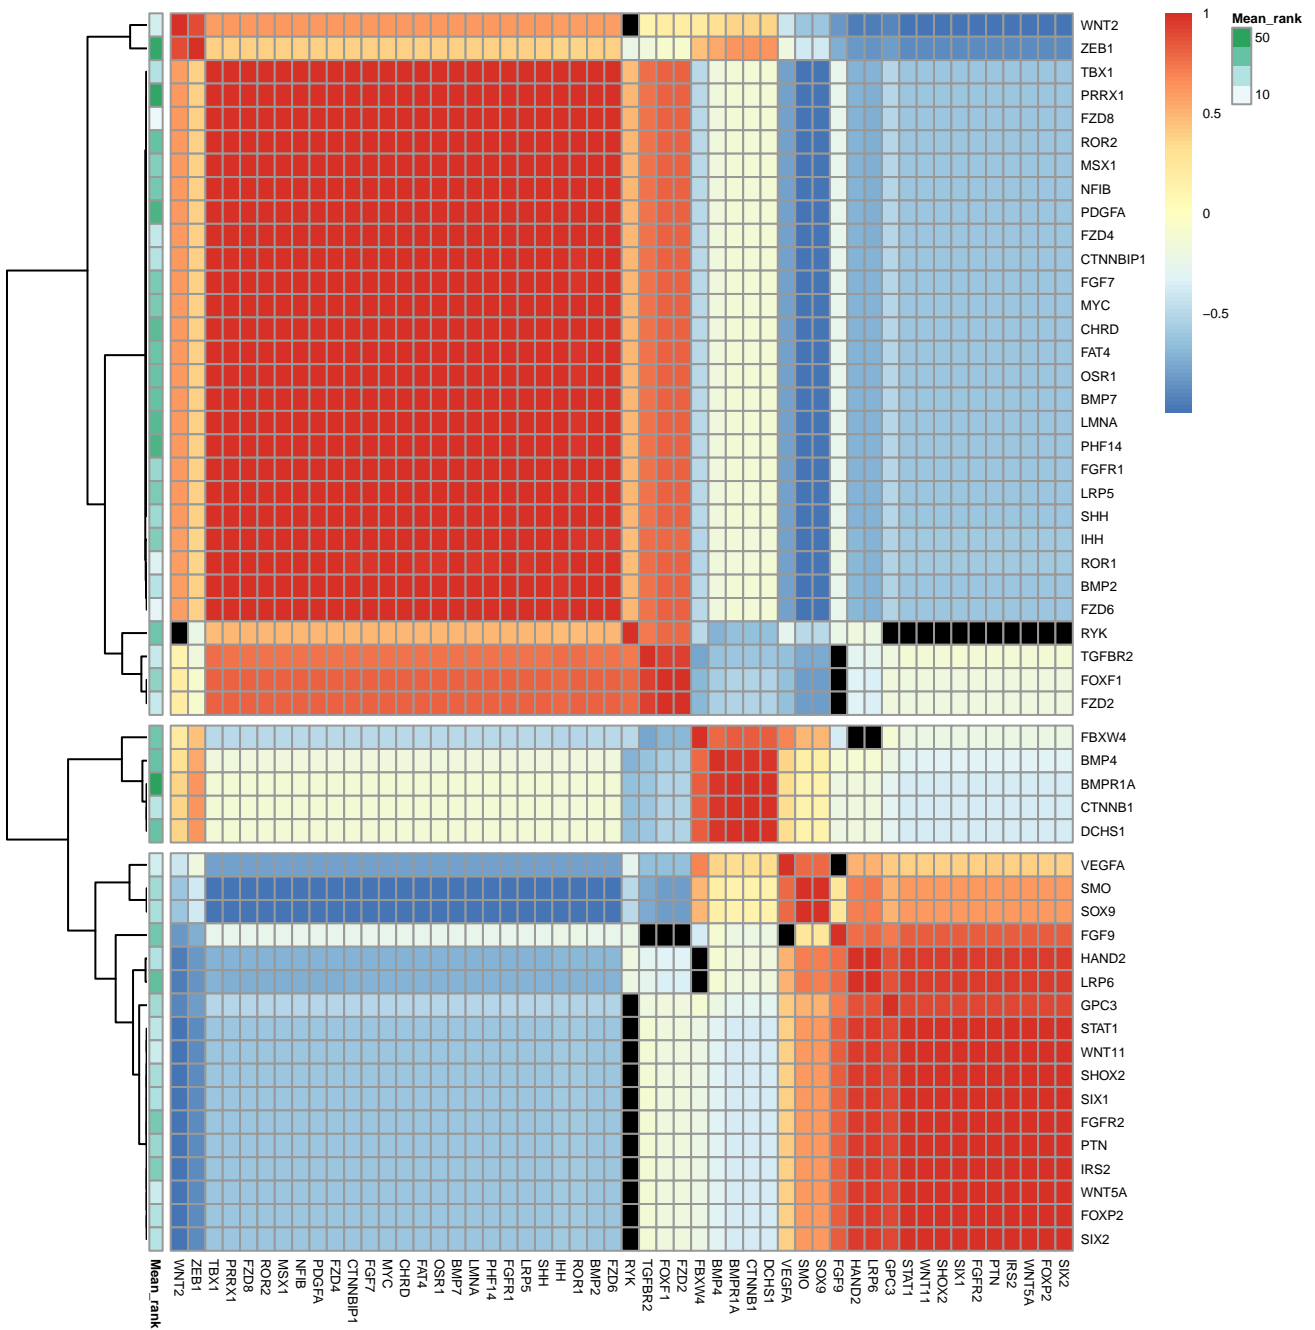 WNT2
ZEB1
TBX1
PRRX1
FZD8
ROR2
MSX1
NFIB
PDGFA
FZD4
CTNNBIP1
FGF7
MYC
CHRD
FAT4
OSR1
BMP7
LMNA
PHF14
FGFR1
LRP5
SHH
IHH
ROR1
BMP2
FZD6
RYK
TGFBR2
FOXF1
FZD2
FBXW4
BMP4
BMPR1A
CTNNB1
DCHS1
VEGFA
SMO
SOX9
FGF9
HAND2
LRP6
GPC3
STAT1
WNT11
SHOX2
SIX1
FGFR2
PTN
IRS2
WNT5A
FOXP2
SIX2
1
0.5
0
−0.5
Mean_rank
50
10
Mean_rank
WNT2
ZEB1
TBX1
PRRX1
FZD8
ROR2
MSX1
NFIB
PDGFA
FZD4
CTNNBIP1
FGF7
MYC
CHRD
FAT4
OSR1
BMP7
LMNA
PHF14
FGFR1
LRP5
SHH
IHH
ROR1
BMP2
FZD6
RYK
TGFBR2
FOXF1
FZD2
FBXW4
BMP4
BMPR1A
CTNNB1
DCHS1
VEGFA
SMO
SOX9
FGF9
HAND2
LRP6
GPC3
STAT1
WNT11
SHOX2
SIX1
FGFR2
PTN
IRS2
WNT5A
FOXP2
SIX2